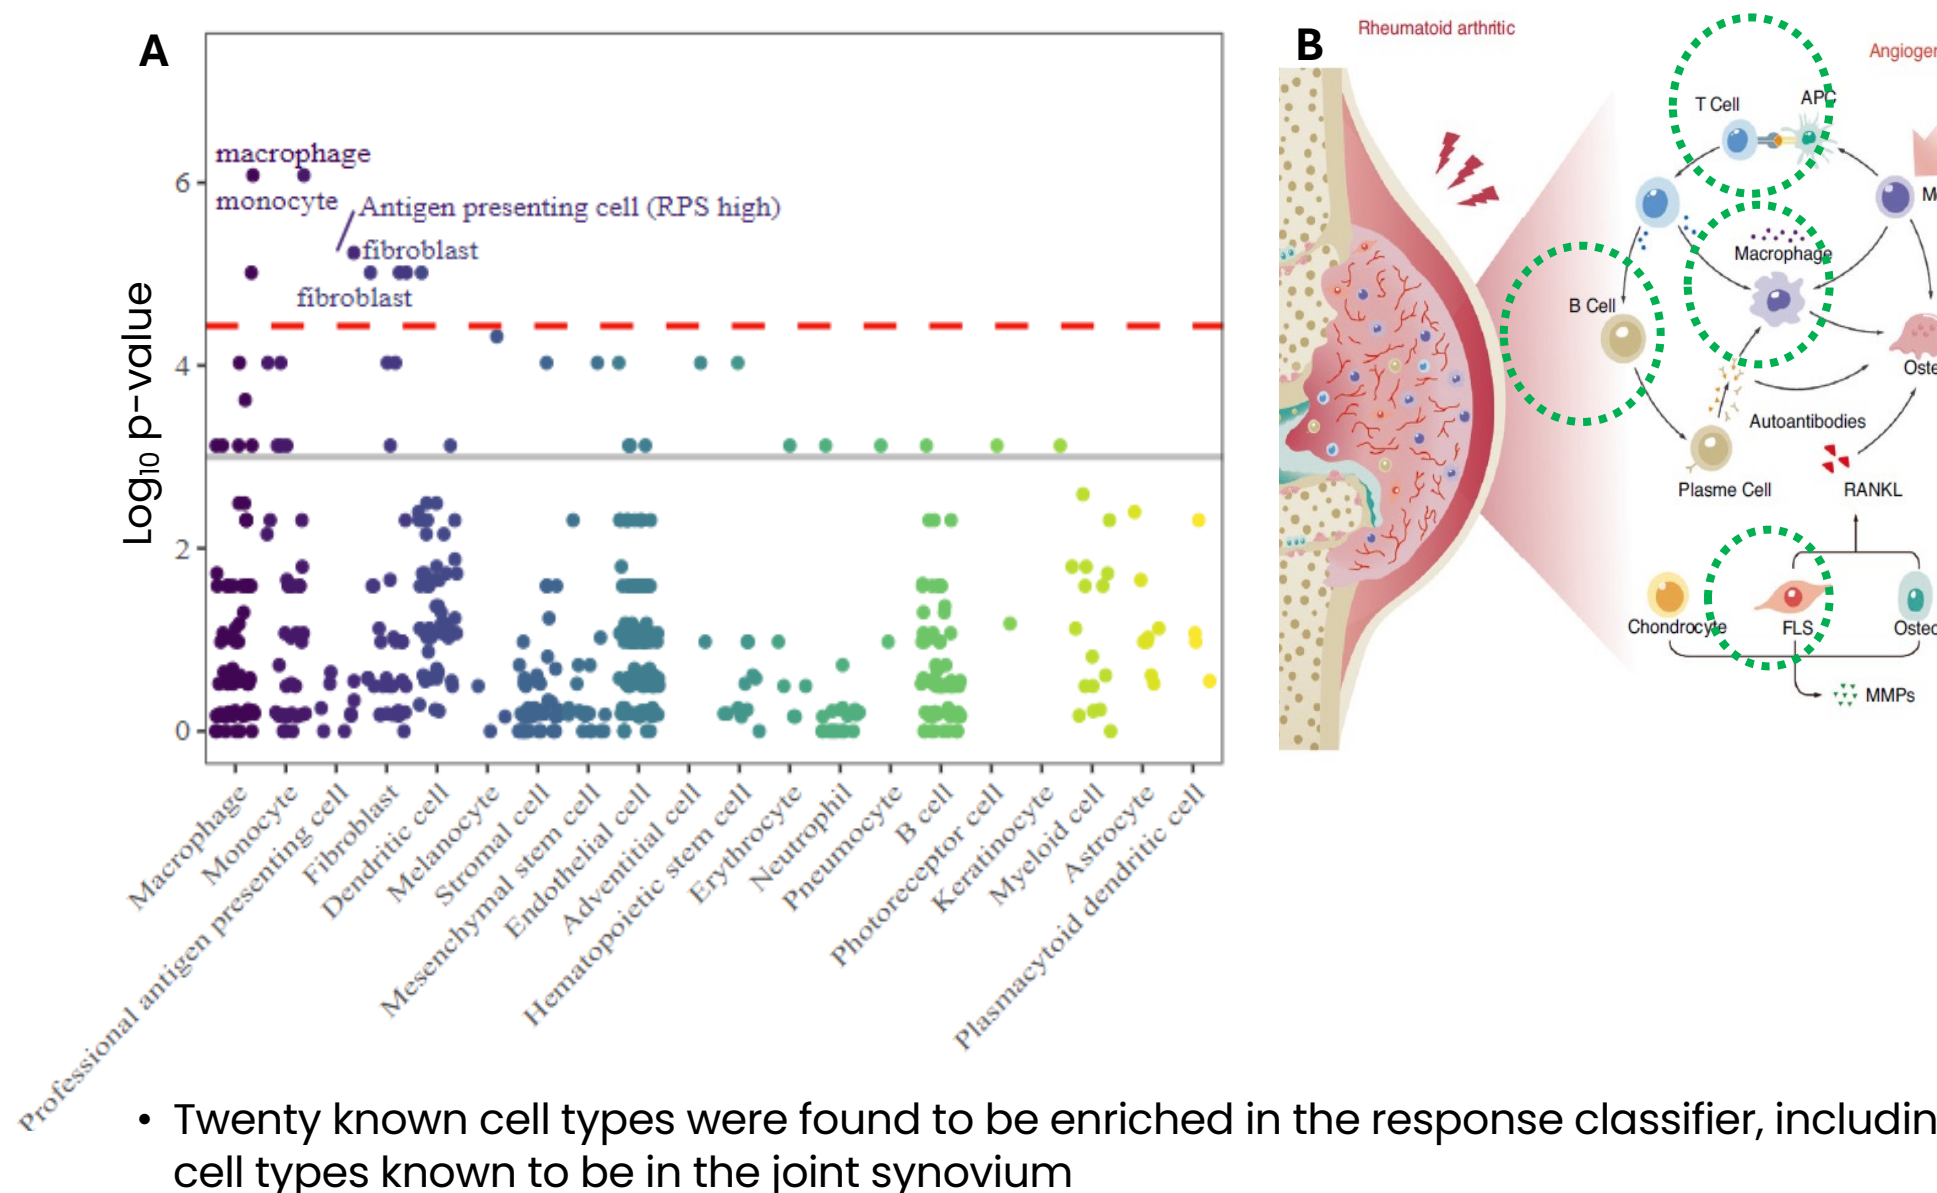 A
macrophage
monocyte
Antigen presenting cell (RPS high)
fibroblast
fibroblast
Log10 p-value
6
4
2
0
Macrophage
Monocyte
Professional antigen presenting cell
Fibroblast
Dendritic cell
Melanocyte
Stromal cell
Mesenchymal stem cell
Endothelial cell
Adventitial cell
Hematopoietic stem cell
Erythrocyte
Neutrophil
Pneumocyte
B cell
Photoreceptor cell
Keratinocyte
Myeloid cell
Astrocyte
Plasmacytoid dendritic cell
B
Rheumatoid arthritic
Angioger
T Cell
APC
M
Macrophage
B Cell
Oste
Autoantibodies
Plasme Cell
RANKL
Chondrocyte
FLS
Osteo
MMPs
• Twenty known cell types were found to be enriched in the response classifier, includin
cell types known to be in the joint synovium